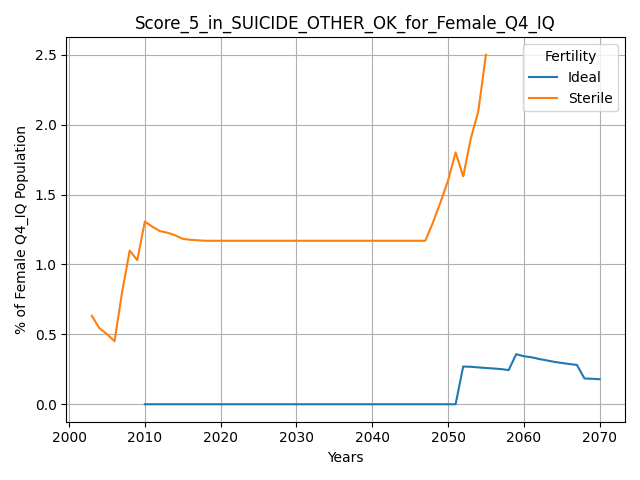 Score_5_in_SUICIDE_OTHER_OK_for_Female_Q4_IQ
% of Female Q4_IQ Population
2.5
2.0
1.5
1.0
0.5
0.0
Fertility
Ideal
Sterile
2000 2010 2020 2030 2040 2050 2060 2070
Years